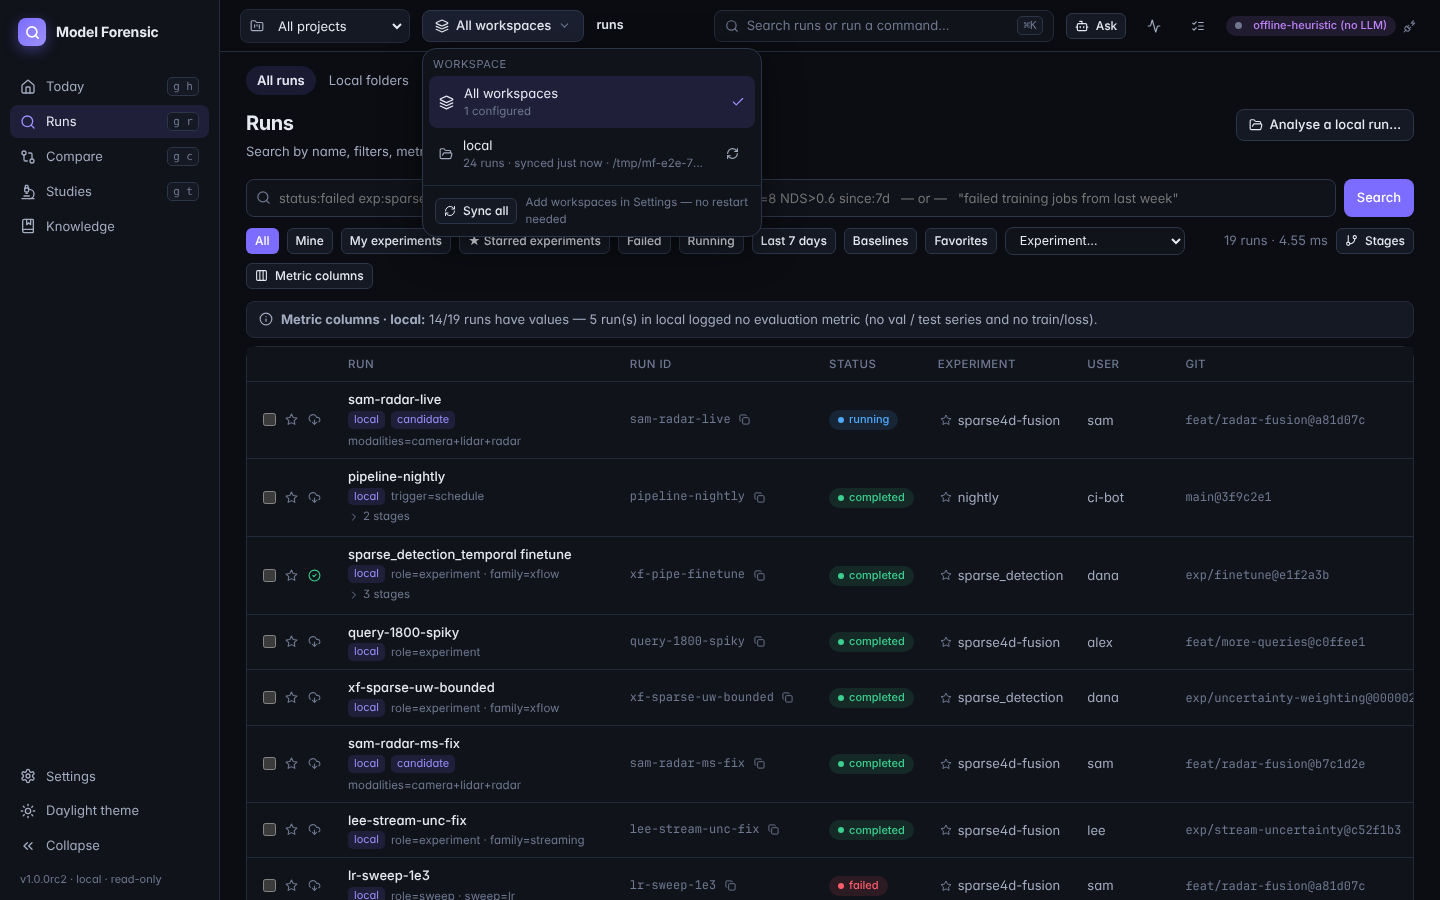 Model Forensic
All projects
All workspaces
runs
Search runs or run a command...
⌘K
Ask
offline-heuristic (no LLM)
Today
g h
Runs
g r
Compare
g c
Studies
g t
Knowledge
WORKSPACE
All workspaces
1 configured
local
24 runs · synced just now · /tmp/mf-e2e-7...
Sync all
Add workspaces in Settings — no restart
needed
All runs
Local folders
Runs
Search by name, filters, metr
Analyse a local run...
status:failed exp:sparse
=8 NDS>0.6 since:7d — or — "failed training jobs from last week"
Search
All
Mine
My experiments
★ Starred experiments
Failed
Running
Last 7 days
Baselines
Favorites
Experiment...
19 runs · 4.55 ms
Stages
Metric columns
Metric columns · local: 14/19 runs have values — 5 run(s) in local logged no evaluation metric (no val / test series and no train/loss).
RUN RUN ID STATUS EXPERIMENT USER GIT
sam-radar-live
local candidate
modalities=camera+lidar+radar
sam-radar-live running sparse4d-fusion sam feat/radar-fusion@a81d07c
pipeline-nightly
local trigger=schedule
2 stages
pipeline-nightly completed nightly ci-bot main@3f9c2e1
sparse_detection_temporal finetune
local role=experiment · family=xflow
3 stages
xf-pipe-finetune completed sparse_detection dana exp/finetune@e1f2a3b
query-1800-spiky
local role=experiment
query-1800-spiky completed sparse4d-fusion alex feat/more-queries@c0ffee1
xf-sparse-uw-bounded
local role=experiment · family=xflow
xf-sparse-uw-bounded completed sparse_detection dana exp/uncertainty-weighting@000002
sam-radar-ms-fix
local candidate
modalities=camera+lidar+radar
sam-radar-ms-fix completed sparse4d-fusion sam feat/radar-fusion@b7c1d2e
lee-stream-unc-fix
local role=experiment · family=streaming
lee-stream-unc-fix completed sparse4d-fusion lee exp/stream-uncertainty@c52f1b3
lr-sweep-1e3
local role=sweep · sweep=lr
lr-sweep-1e3 failed sparse4d-fusion sam feat/radar-fusion@a81d07c
Settings
Daylight theme
Collapse
v1.0.0rc2 · local · read-only